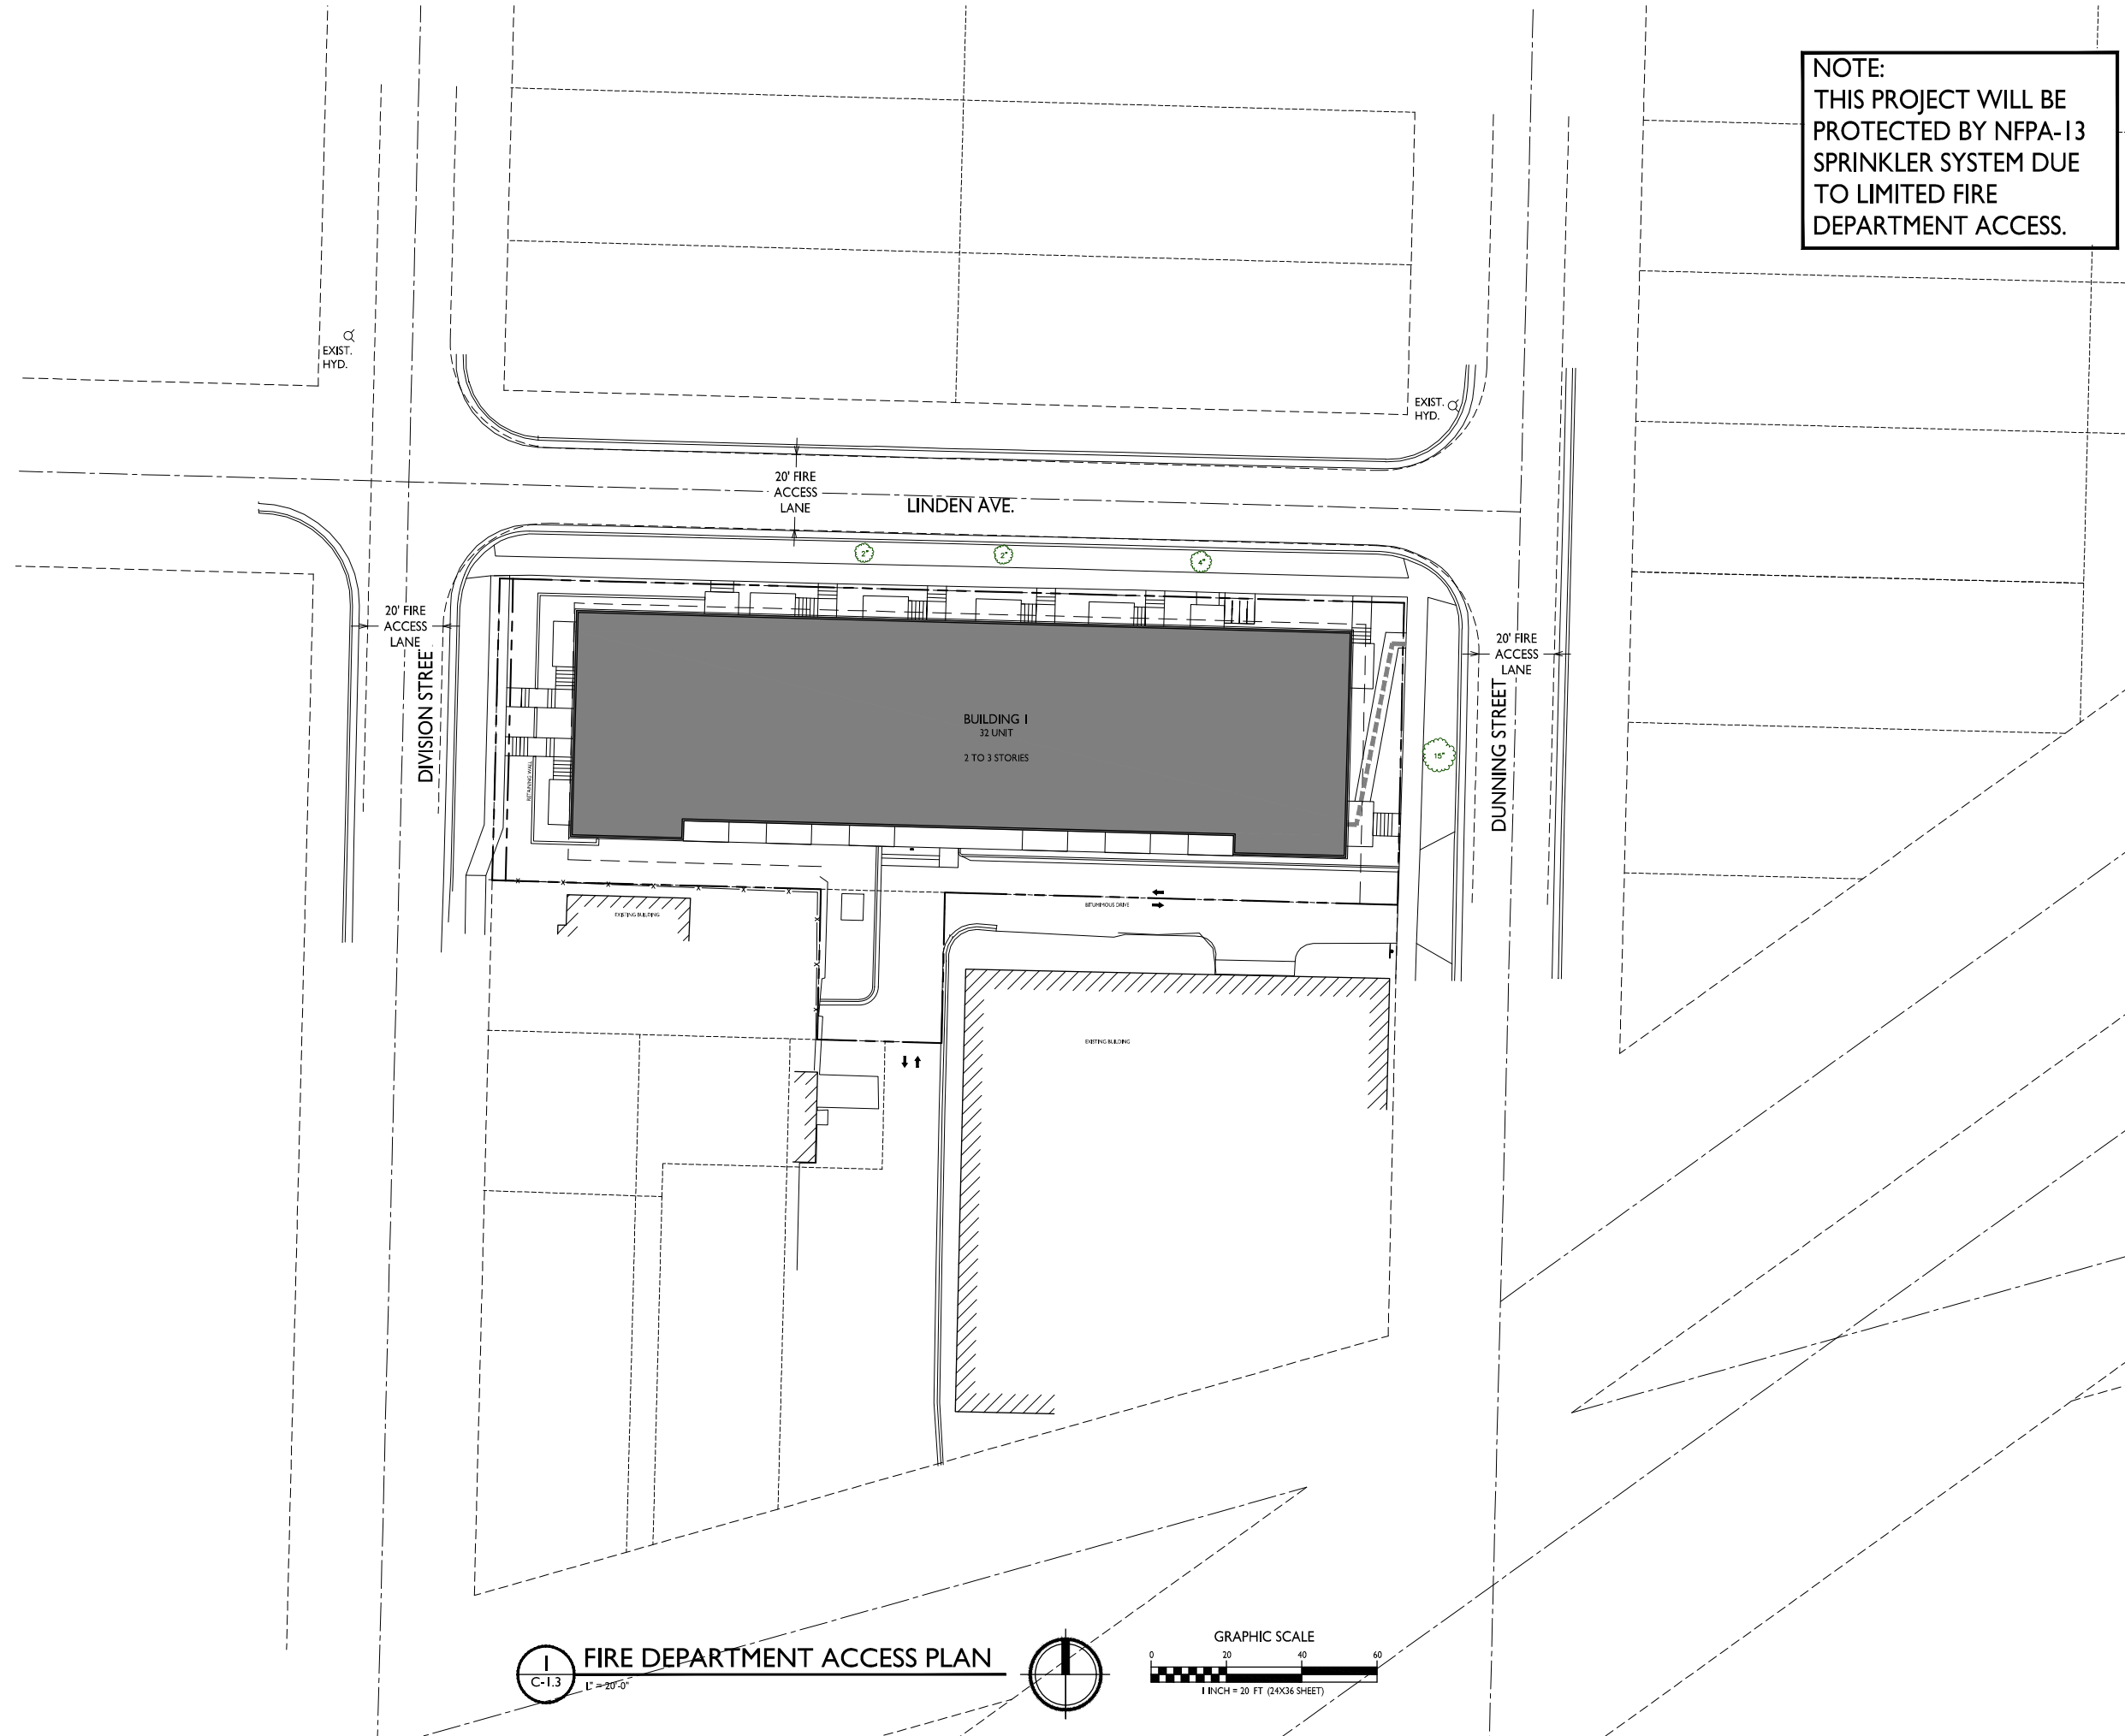 NOTE:
THIS PROJECT WILL BE
PROTECTED BY NFPA-13
SPRINKLER SYSTEM DUE
TO LIMITED FIRE
DEPARTMENT ACCESS.
EXIST.
HYD.
EXIST.
HYD.
20' FIRE
ACCESS
LANE
LINDEN AVE.
2"
2"
4"
20' FIRE
ACCESS
LANE
DIVISION STREE
20' FIRE
ACCESS
LANE
DUNNING STREET
15"
BUILDING 1
32 UNIT
2 TO 3 STORIES
RETAINING WALL
EXISTING BUILDING
BITUMINOUS DRIVE
EXISTING BUILDING
1
C-1.3
FIRE DEPARTMENT ACCESS PLAN
1" = 20'-0"
GRAPHIC SCALE
0 20 40 60
1 INCH = 20 FT (24X36 SHEET)